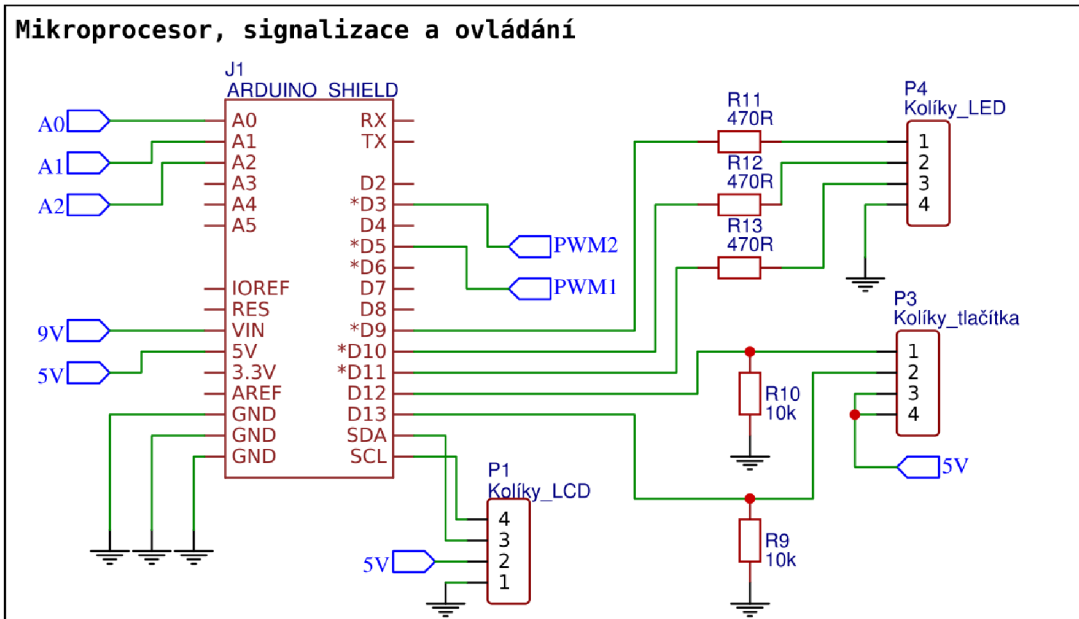 Mikroprocesor, signalizace a ovládání
J1
ARDUINO_SHIELD
A0
A1
A2
9V
5V
A0
A1
A2
A3
A4
A5
IOREF
RES
VIN
5V
3.3V
AREF
GND
GND
GND
RX
TX
D2
*D3
D4
*D5
*D6
D7
D8
*D9
*D10
*D11
D12
D13
SDA
SCL
PWM2
PWM1
R11
470R
R12
470R
R13
470R
P4
Kolíky_LED
1
2
3
4
P3
Kolíky_tlačítka
1
2
3
4
5V
R10
10k
R9
10k
P1
Kolíky_LCD
4
3
2
1
5V